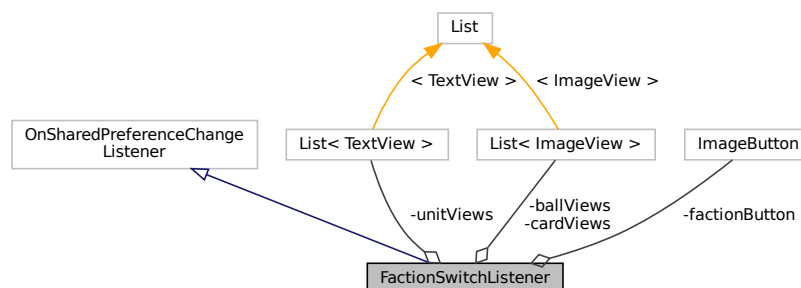 List
< TextView >
< ImageView >
OnSharedPreferenceChange
Listener
List< TextView >
List< ImageView >
ImageButton
-unitViews
-ballViews
-cardViews
-factionButton
FactionSwitchListener